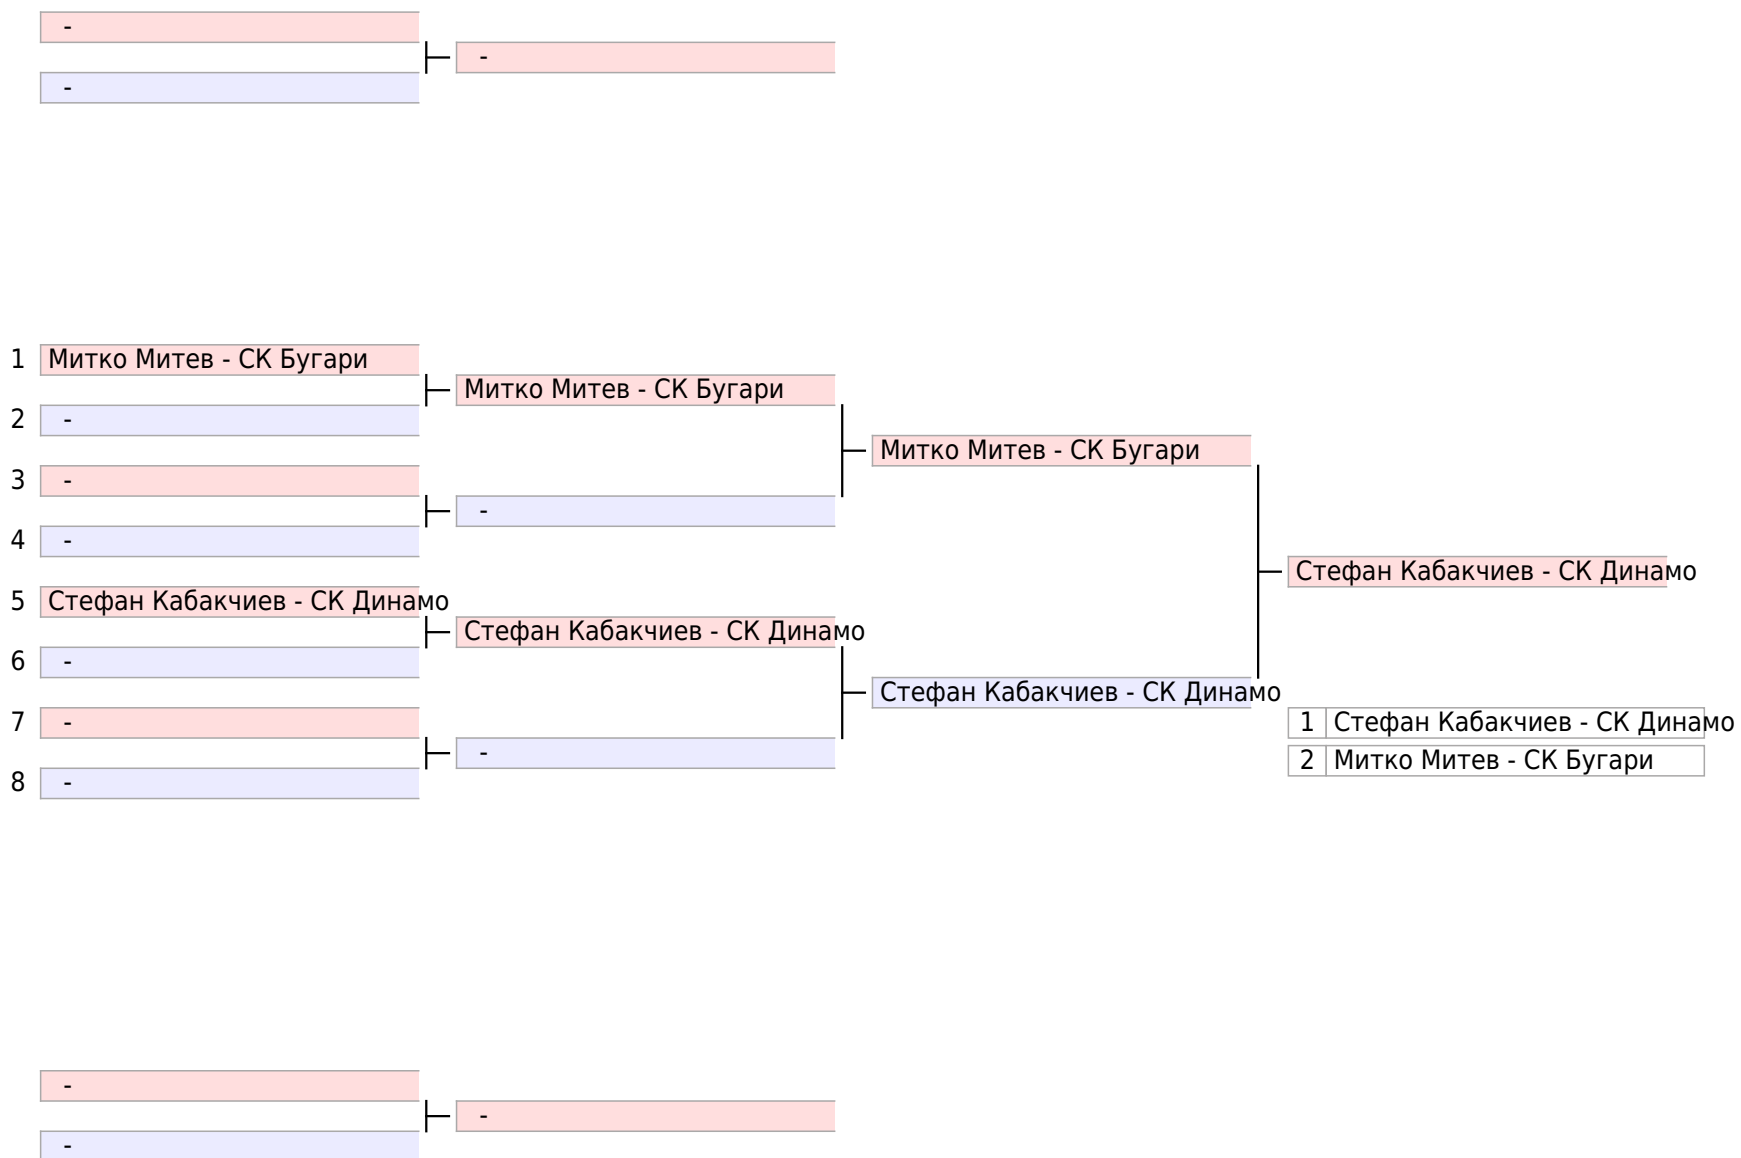 -
-
-
1 Митко Митев - СК Бугари
Митко Митев - СК Бугари
2 -
Митко Митев - СК Бугари
3 -
-
4 -
Стефан Кабакчиев - СК Динамо
5 Стефан Кабакчиев - СК Динамо
Стефан Кабакчиев - СК Динамо
6 -
Стефан Кабакчиев - СК Динамо
7 -
1 Стефан Кабакчиев - СК Динамо
-
2 Митко Митев - СК Бугари
8 -
-
-
-